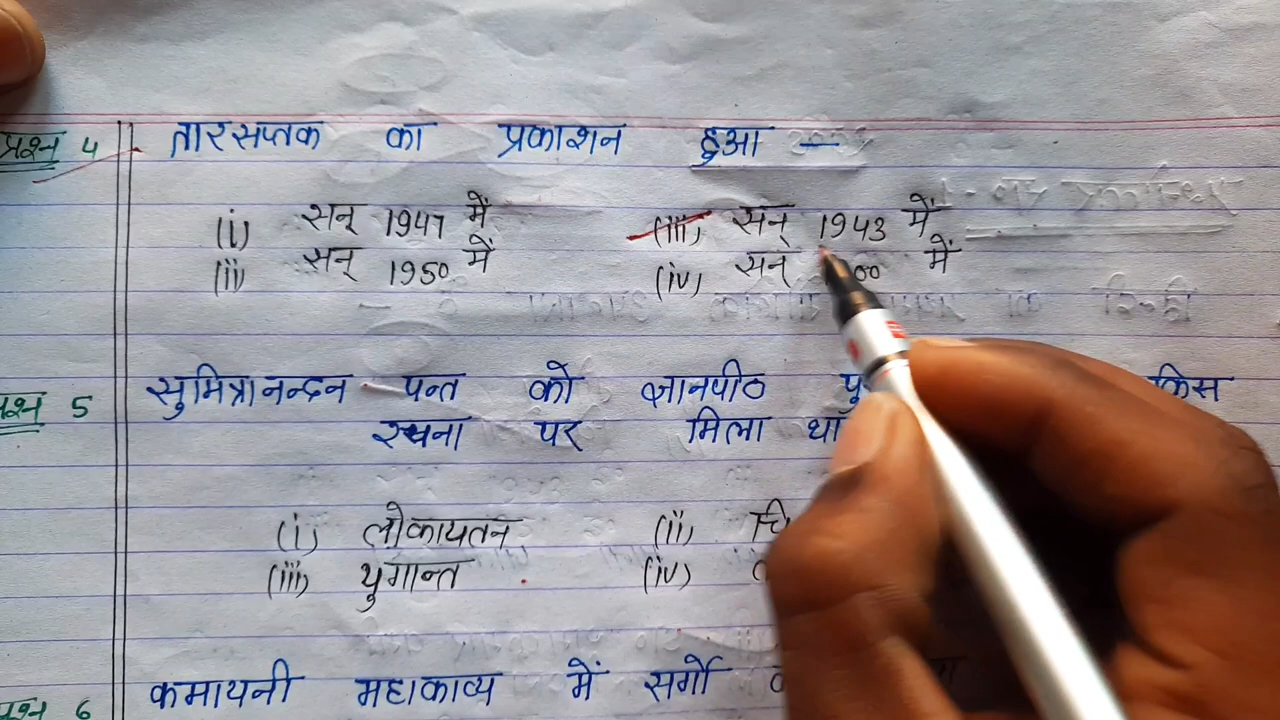 प्रश्न 4 तारसप्तक का प्रकाशन हुआ —
(i) सन् 1947 में (iii) सन् 1943 में
(ii) सन् 1950 में (iv) सन् 00 में
प्रश्न 5 सुमित्रानन्दन पन्त को ज्ञानपीठ किस
रचना पर मिला था
(i) लोकायतन (ii) चि
(iii) युगान्त (iv)
प्रश्न 6 कमायनी महाकाव्य में सर्गो